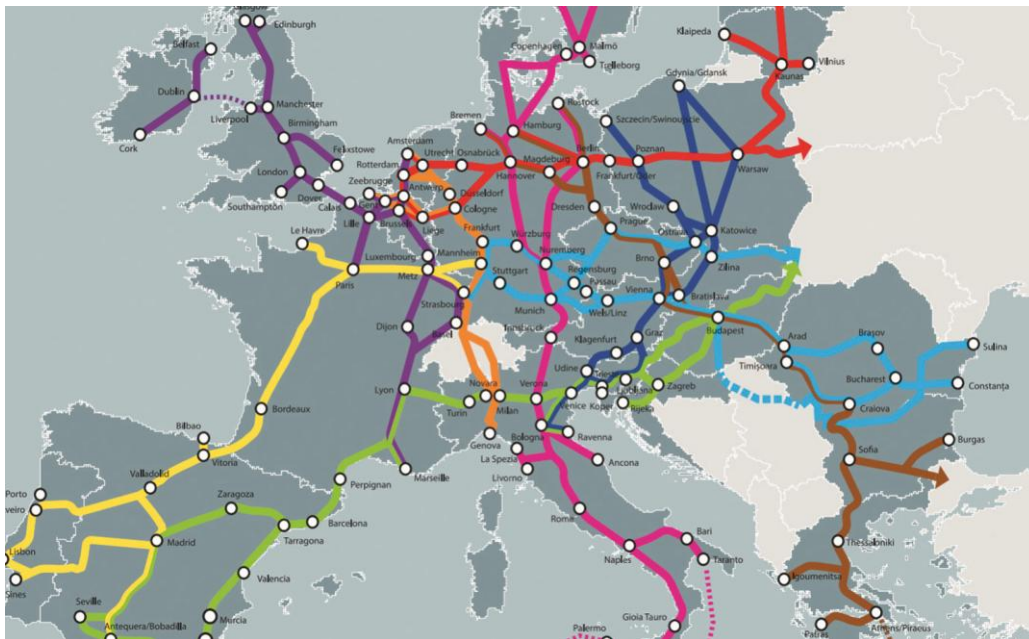 Glasgow
Edinburgh
Belfast
Dublin
Cork
Liverpool
Manchester
Birmingham
Felixstowe
London
Southampton
Dover
Calais
Zeebrugge
Lille
Brussels
Antwerp
Amsterdam
Rotterdam
Utrecht
Osnabrück
Bremen
Hamburg
Copenhagen
Malmö
Trelleborg
Rostock
Klaipeda
Kaunas
Vilnius
Gdynia/Gdansk
Szczecin/Swinoujscie
Magdeburg
Hannover
Berlin
Frankfurt/Oder
Poznan
Warsaw
Düsseldorf
Cologne
Liege
Dresden
Wroclaw
Katowice
Ostrava
Prague
Frankfurt
Wurzburg
Nuremberg
Le Havre
Luxembourg
Mannheim
Metz
Paris
Stuttgart
Regensburg
Passau
Brno
Zilina
Strasbourg
Munich
Wels/Linz
Vienna
Bratislava
Dijon
Basel
Innsbruck
Klagenfurt
Graz
Budapest
Arad
Brașov
Sulina
Timișoara
Bucharest
Constanța
Craiova
Udine
Ljubljana
Zagreb
Lyon
Turin
Novara
Milan
Verona
Venice
Koper
Rijeka
Bordeaux
Genova
Bologna
Ravenna
La Spezia
Livorno
Ancona
Bilbao
Vitoria
Valladolid
Perpignan
Marseille
Sofia
Burgas
Porto
Zaragoza
Barcelona
Tarragona
Madrid
Rome
Bari
Naples
Taranto
Lisbon
Sines
Valencia
Thessaloniki
Igoumenitsa
Seville
Antequera/Bobadilla
Murcia
Gioia Tauro
Palermo
Patras
Athens/Piraeus